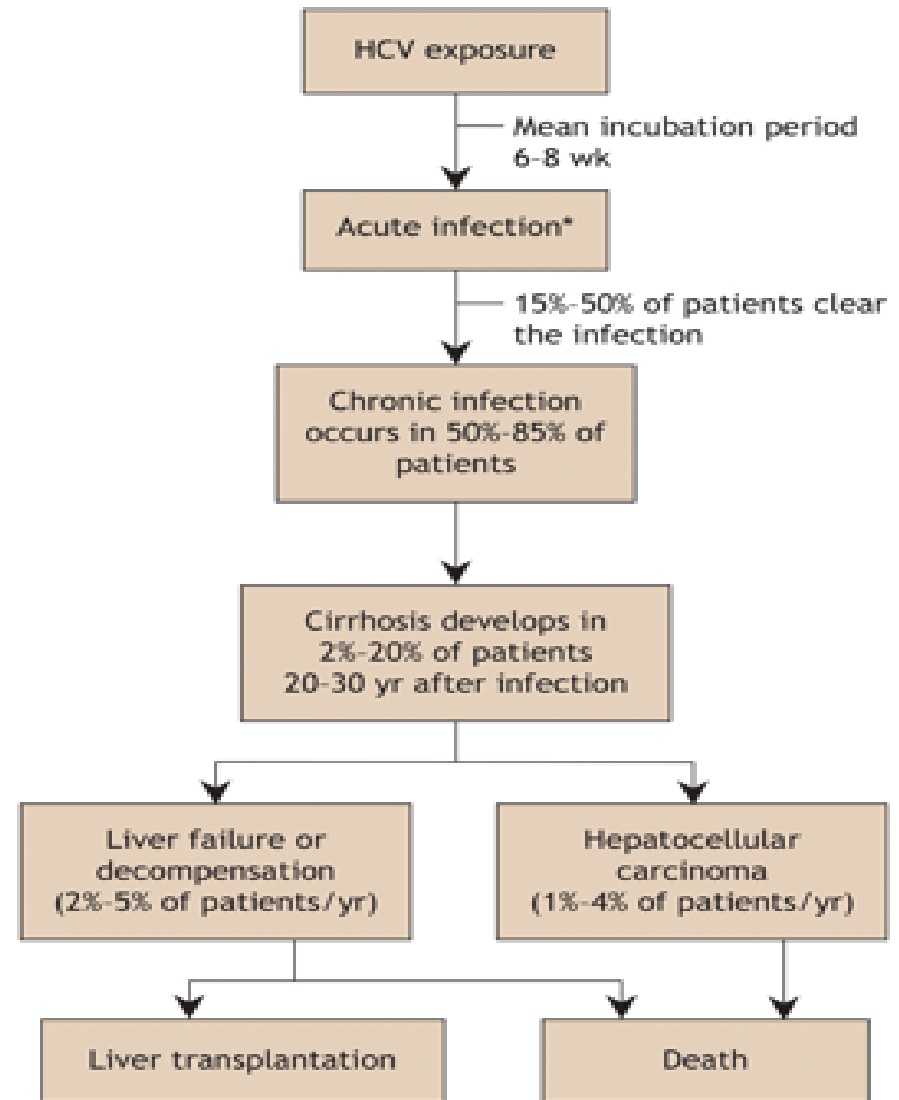 HCV exposure
Mean incubation period
6-8 wk
Acute infection*
15%-50% of patients clear
the infection
Chronic infection
occurs in 50%-85% of
patients
Cirrhosis develops in
2%-20% of patients
20-30 yr after infection
Liver failure or
decompensation
(2%-5% of patients/yr)
Hepatocellular
carcinoma
(1%-4% of patients/yr)
Liver transplantation
Death